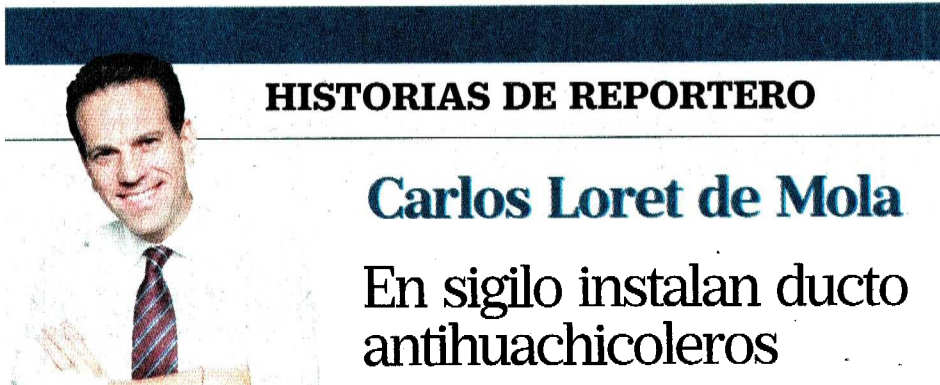 HISTORIAS DE REPORTERO
Carlos Loret de Mola
En sigilo instalan ducto
antihuachicoleros